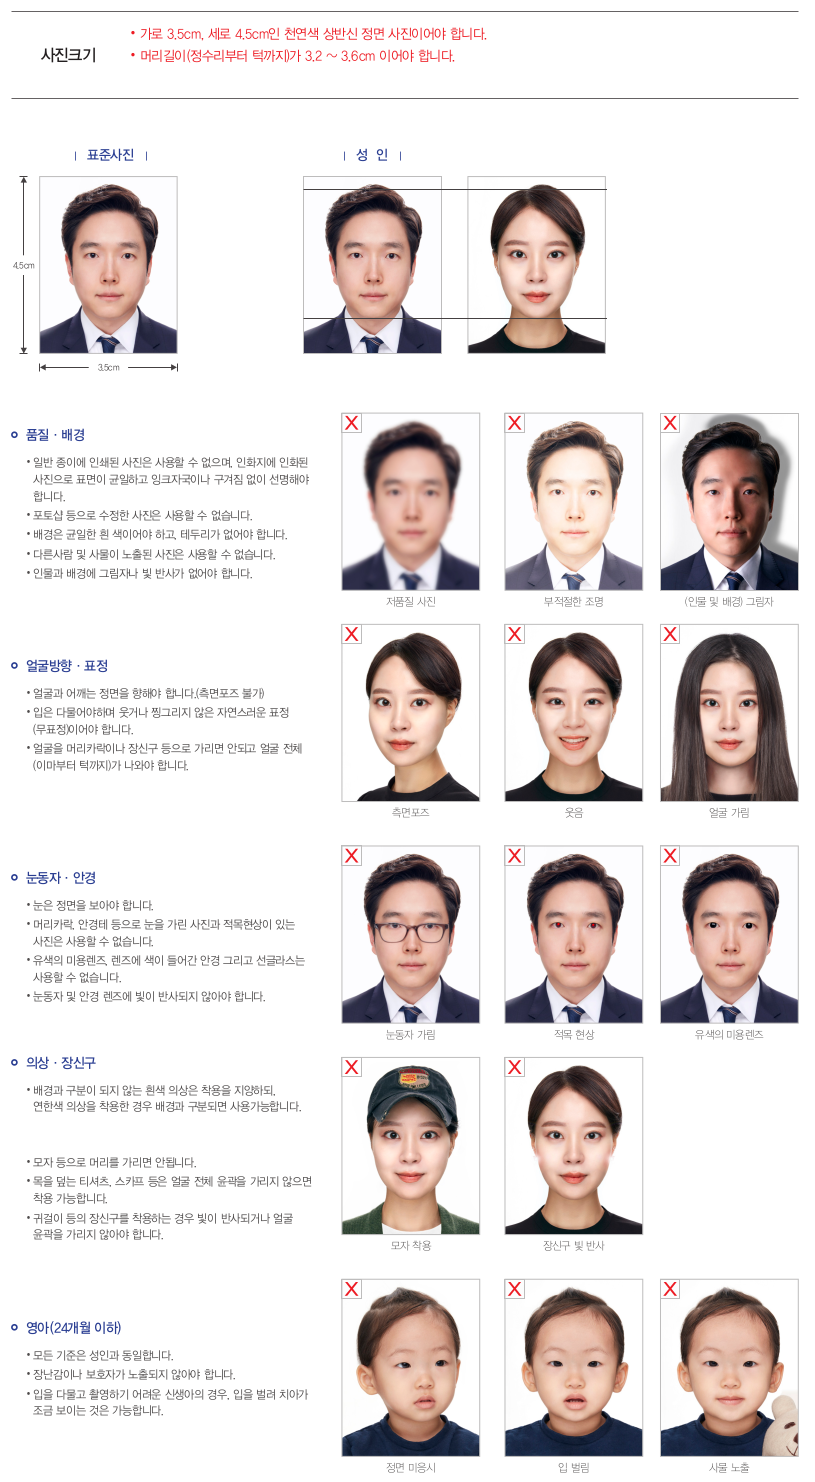 사진크기
• 가로 3.5cm, 세로 4.5cm인 천연색 상반신 정면 사진이어야 합니다.
• 머리길이(정수리부터 턱까지)가 3.2 ~ 3.6cm 이어야 합니다.
표준사진
성 인
4.5cm
3.5cm
품질 · 배경
• 일반 종이에 인쇄된 사진은 사용할 수 없으며, 인화지에 인화된
사진으로 표면이 균일하고 잉크자국이나 구겨짐 없이 선명해야
합니다.
• 포토샵 등으로 수정한 사진은 사용할 수 없습니다.
• 배경은 균일한 흰 색이어야 하고, 테두리가 없어야 합니다.
• 다른사람 및 사물이 노출된 사진은 사용할 수 없습니다.
• 인물과 배경에 그림자나 빛 반사가 없어야 합니다.
X
X
X
저품질 사진
부적절한 조명
(인물 및 배경) 그림자
얼굴방향 · 표정
• 얼굴과 어깨는 정면을 향해야 합니다.(측면포즈 불가)
• 입은 다물어야하며 웃거나 찡그리지 않은 자연스러운 표정
(무표정)이어야 합니다.
• 얼굴을 머리카락이나 장신구 등으로 가리면 안되고 얼굴 전체
(이마부터 턱까지)가 나와야 합니다.
X
X
X
측면포즈
웃음
얼굴 가림
눈동자 · 안경
• 눈은 정면을 보아야 합니다.
• 머리카락, 안경테 등으로 눈을 가린 사진과 적목현상이 있는
사진은 사용할 수 없습니다.
• 유색의 미용렌즈, 렌즈에 색이 들어간 안경 그리고 선글라스는
사용할 수 없습니다.
• 눈동자 및 안경 렌즈에 빛이 반사되지 않아야 합니다.
X
X
X
눈동자 가림
적목 현상
유색의 미용렌즈
의상 · 장신구
• 배경과 구분이 되지 않는 흰색 의상은 착용을 지양하되,
연한색 의상을 착용한 경우 배경과 구분되면 사용가능합니다.
• 모자 등으로 머리를 가리면 안됩니다.
• 목을 덮는 티셔츠, 스카프 등은 얼굴 전체 윤곽을 가리지 않으면
착용 가능합니다.
• 귀걸이 등의 장신구를 착용하는 경우 빛이 반사되거나 얼굴
윤곽을 가리지 않아야 합니다.
X
X
모자 착용
장신구 빛 반사
영아(24개월 이하)
• 모든 기준은 성인과 동일합니다.
• 장난감이나 보호자가 노출되지 않아야 합니다.
• 입을 다물고 촬영하기 어려운 신생아의 경우, 입을 벌려 치아가
조금 보이는 것은 가능합니다.
X
X
X
정면 미응시
입 벌림
사물 노출